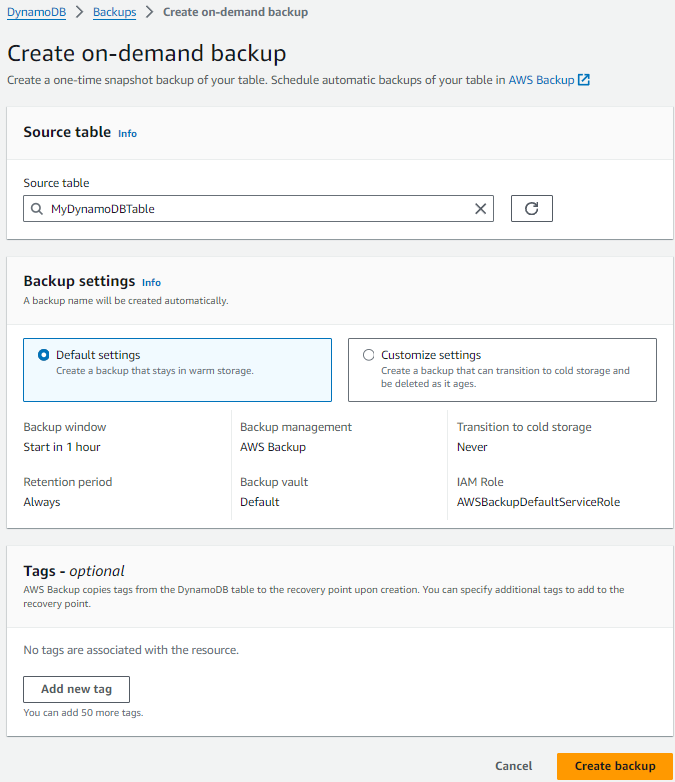 DynamoDB > Backups > Create on-demand backup
Create on-demand backup
Create a one-time snapshot backup of your table. Schedule automatic backups of your table in AWS Backup
Source table Info
Source table
MyDynamoDBTable
Backup settings Info
A backup name will be created automatically.
Default settings
Create a backup that stays in warm storage.
Customize settings
Create a backup that can transition to cold storage and
be deleted as it ages.
Backup window
Start in 1 hour
Backup management
AWS Backup
Transition to cold storage
Never
Retention period
Always
Backup vault
Default
IAM Role
AWSBackupDefaultServiceRole
Tags - optional
AWS Backup copies tags from the DynamoDB table to the recovery point upon creation. You can specify additional tags to add to the
recovery point.
No tags are associated with the resource.
Add new tag
You can add 50 more tags.
Cancel
Create backup